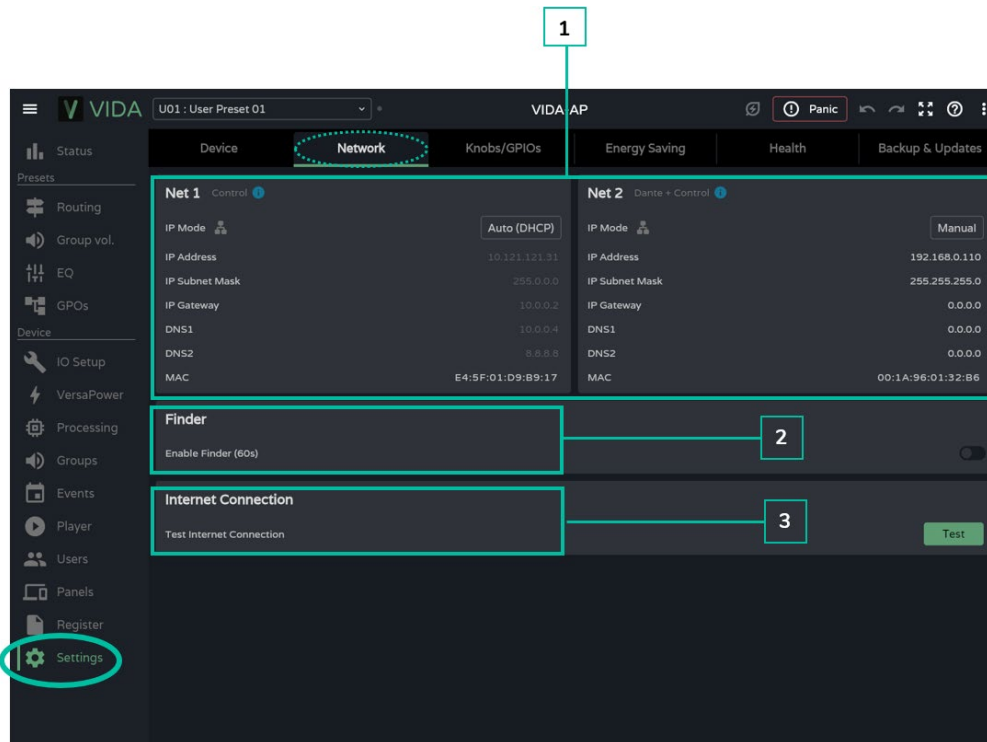 1
VIDA
U01 : User Preset 01
VIDA AP
Panic
Status
Presets
Routing
Group vol.
EQ
GPOs
Device
IO Setup
VersaPower
Processing
Groups
Events
Player
Users
Panels
Register
Settings
Device
Network
Knobs/GPIOs
Energy Saving
Health
Backup & Updates
Net 1 Control
IP Mode Auto (DHCP)
IP Address 10.121.121.31
IP Subnet Mask 255.0.0.0
IP Gateway 10.0.0.2
DNS1 10.0.0.4
DNS2 8.8.8.8
MAC E4:5F:01:D9:B9:17
Net 2 Dante + Control
IP Mode Manual
IP Address 192.168.0.110
IP Subnet Mask 255.255.255.0
IP Gateway 0.0.0.0
DNS1 0.0.0.0
DNS2 0.0.0.0
MAC 00:1A:96:01:32:B6
Finder
Enable Finder (60s)
2
Internet Connection
Test Internet Connection
3
Test